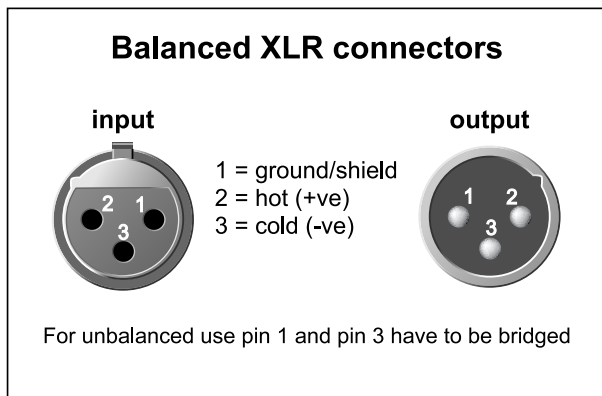 Balanced XLR connectors
input
2 1
3
1 = ground/shield
2 = hot (+ve)
3 = cold (-ve)
output
1 2
3
For unbalanced use pin 1 and pin 3 have to be bridged